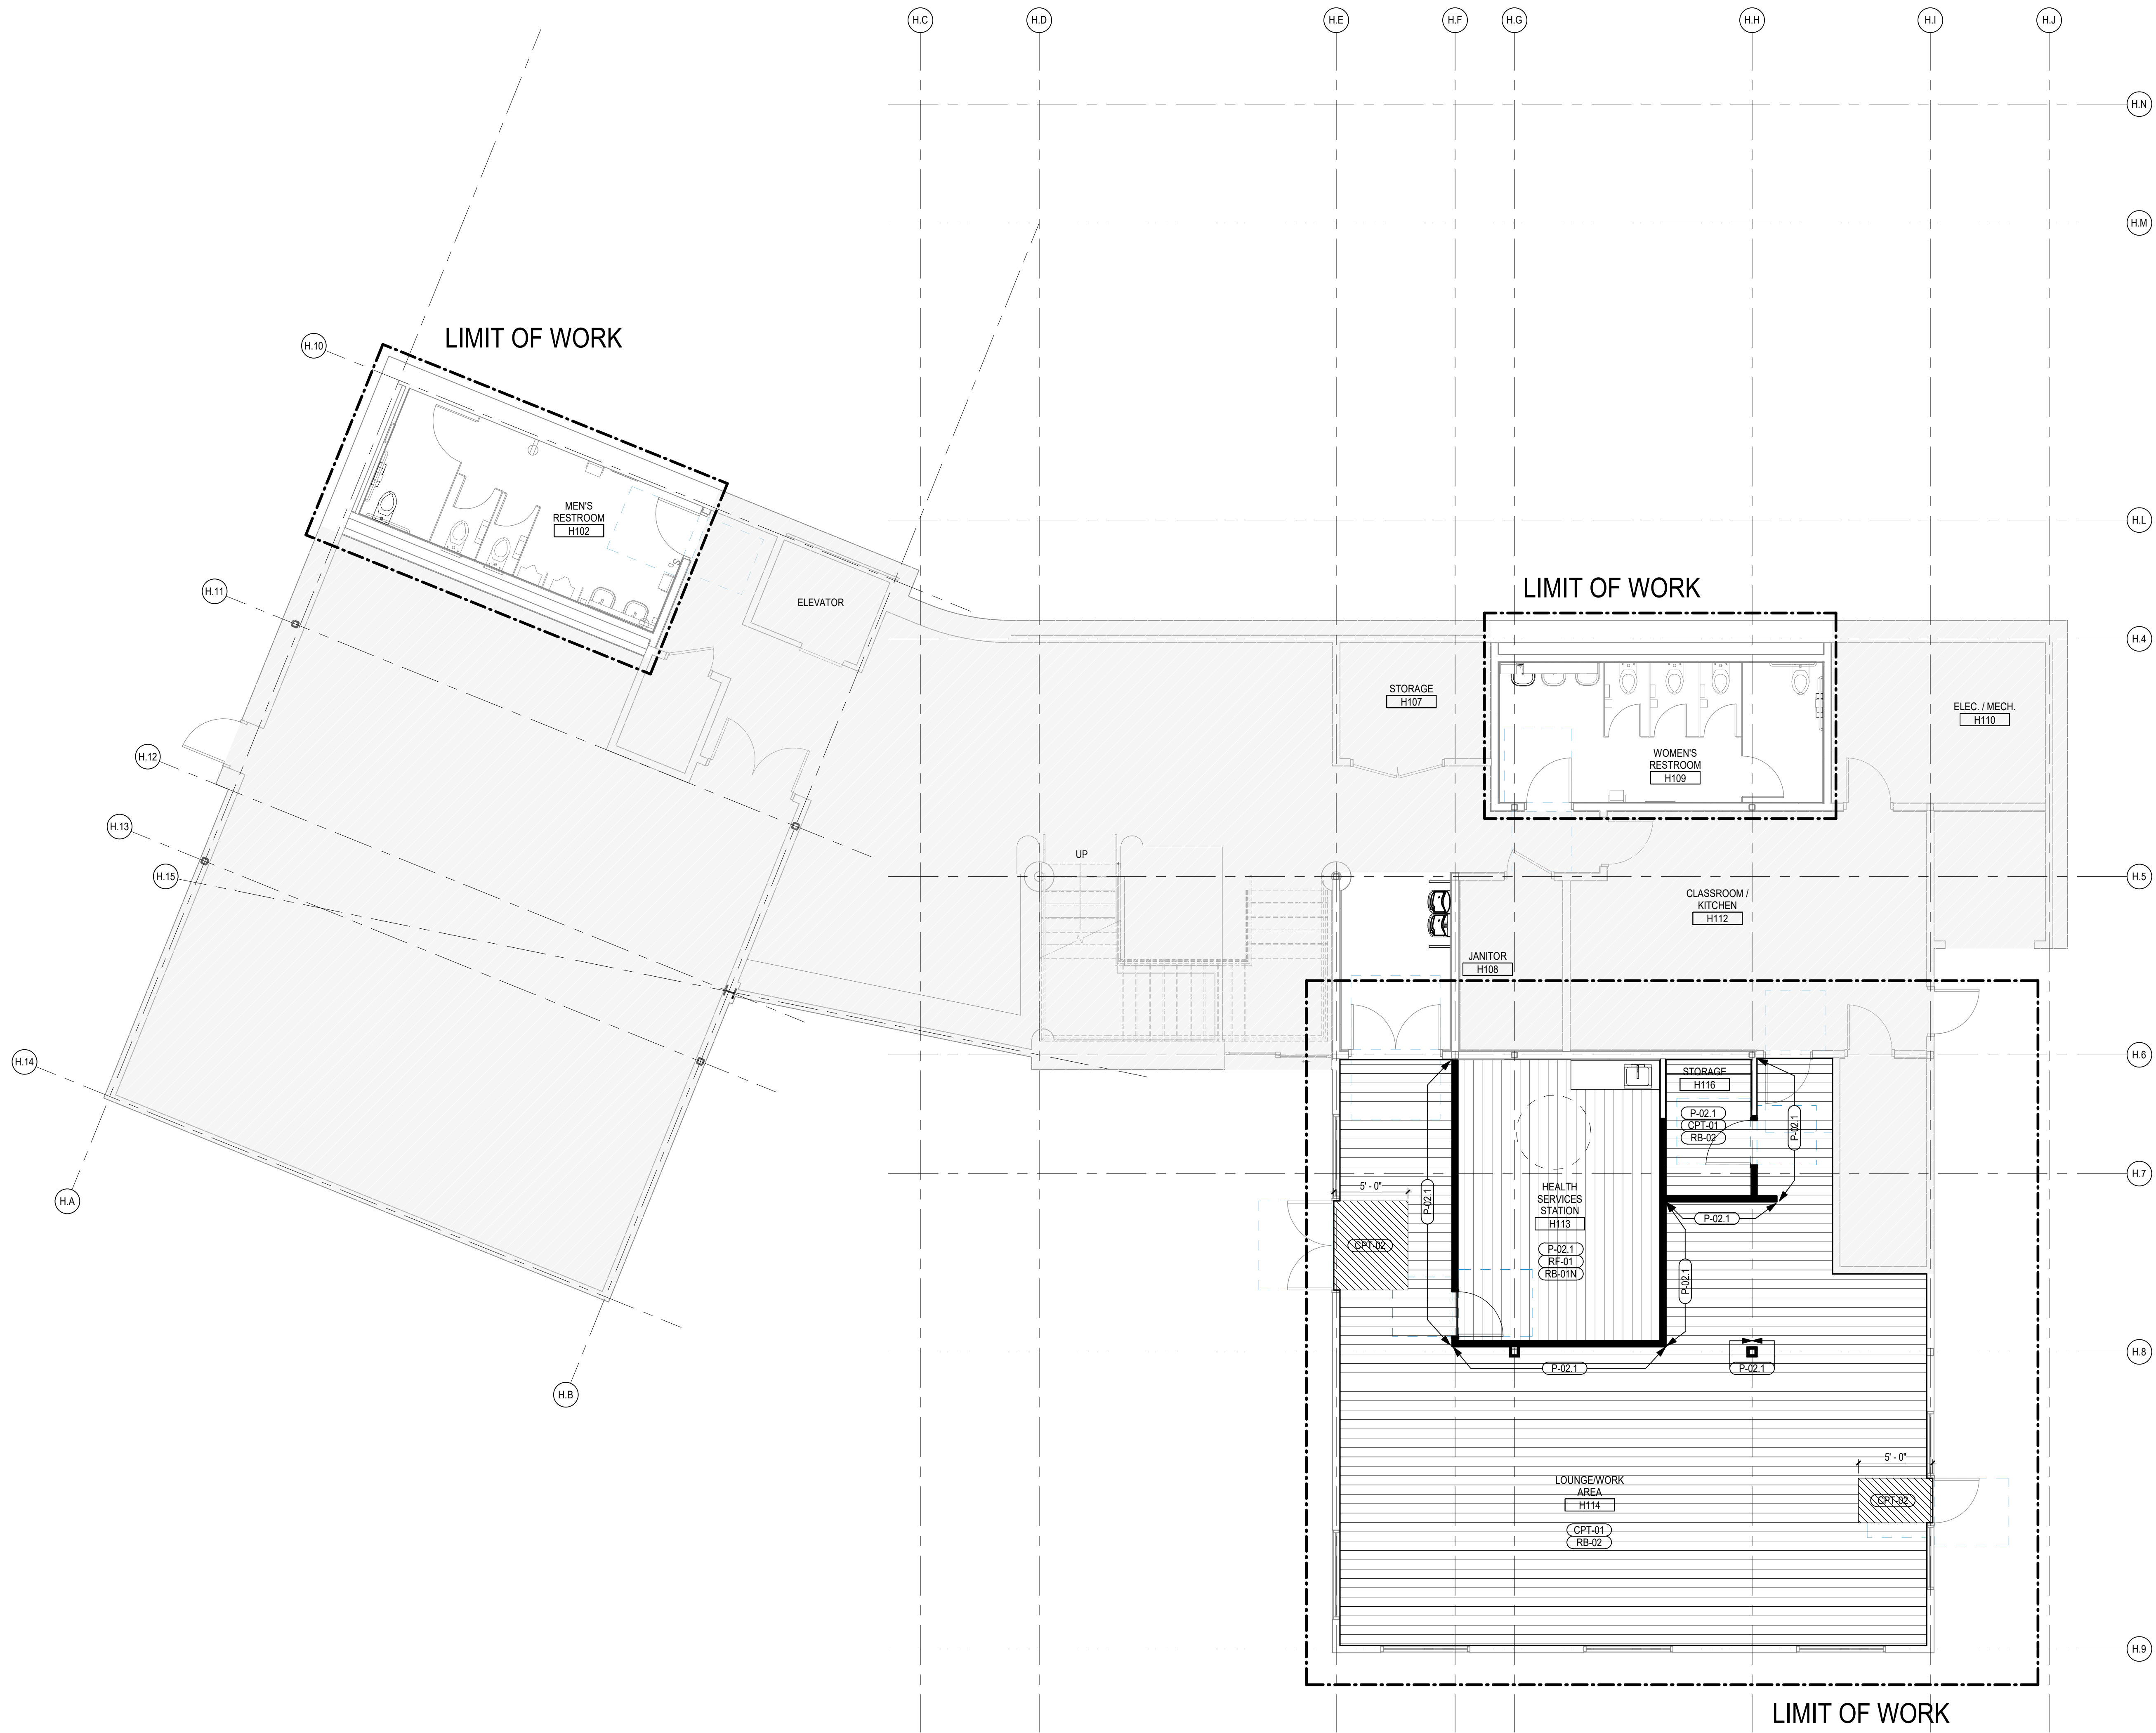 H.C
H.D
H.E
H.F
H.G
H.H
H.I
H.J
H.N
H.M
H.L
LIMIT OF WORK
H.10
MEN'S
RESTROOM
H102
ELEVATOR
H.11
LIMIT OF WORK
H.4
STORAGE
H107
WOMEN'S
RESTROOM
H109
ELEC. / MECH.
H110
H.12
H.13
H.15
UP
H.5
CLASSROOM /
KITCHEN
H112
JANITOR
H108
H.14
H.6
STORAGE
H116
P-02.1
CPT-01
RB-02
P-02.1
H.7
H.A
5' - 0"
P-02.1
HEALTH
SERVICES
STATION
H113
P-02.1
RF-01
RB-01N
P-02.1
CPT-02
P-02.1
H.8
P-02.1
P-02.1
H.B
5' - 0"
LOUNGE/WORK
AREA
H114
CPT-02
CPT-01
RB-02
H.9
LIMIT OF WORK